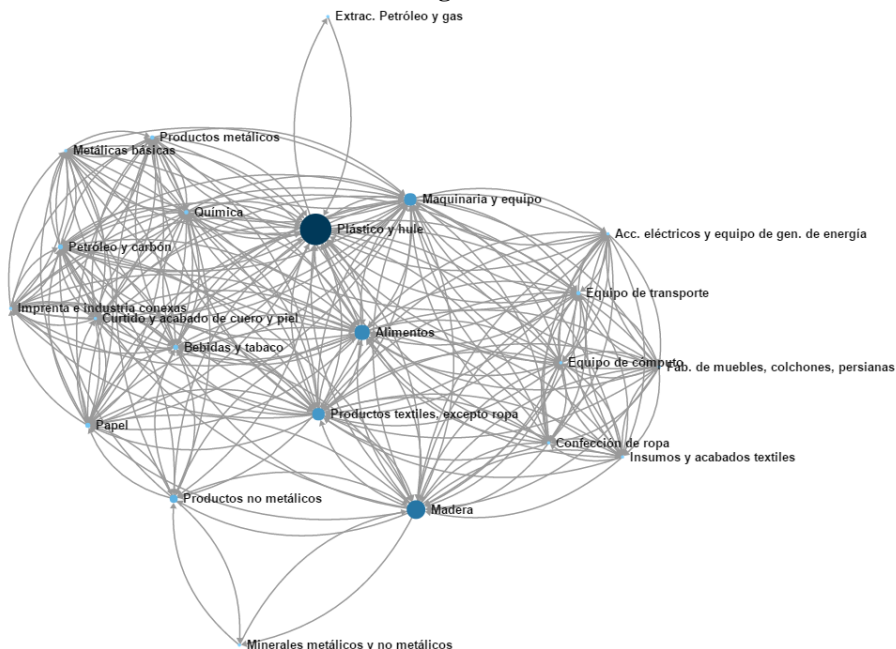 Extrac. Petróleo y gas
Productos metálicos
Metálicas básicas
Maquinaria y equipo
Química
Plástico y hule
Acc. eléctricos y equipo de gen. de energía
Petróleo y carbón
Equipo de transporte
Imprenta e industria conexas
Curtido y acabado de cuero y piel
Alimentos
Bebidas y tabaco
Equipo de cómputo
Fab. de muebles, colchones, persianas
Productos textiles, excepto ropa
Papel
Confección de ropa
Insumos y acabados textiles
Productos no metálicos
Madera
Minerales metálicos y no metálicos